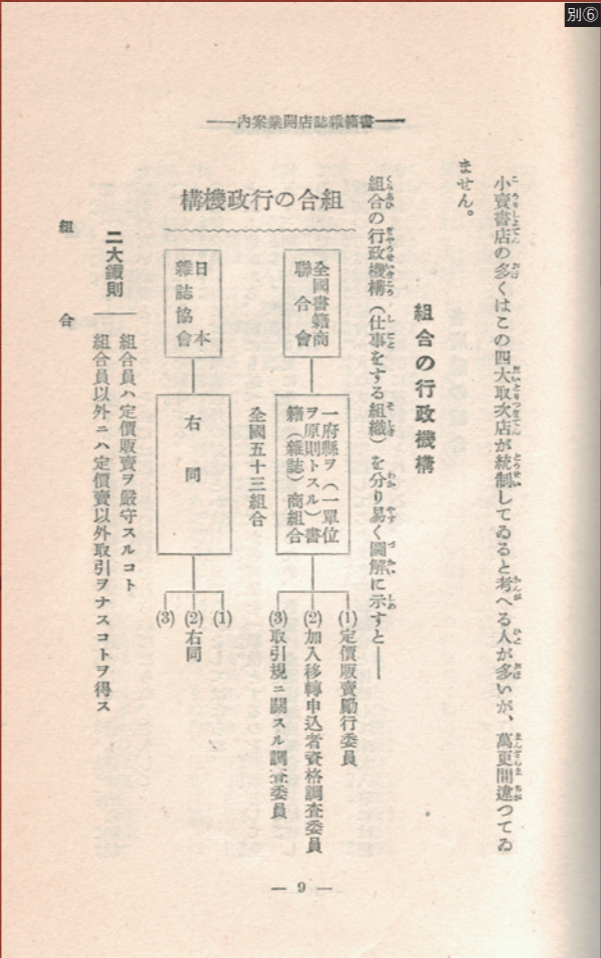 別⑥
書籍雜誌店開業案内
小賣書店の多くはこの四大取次店が統制してゐると考へる人が多いが、萬更間違つてゐ
ません。
組合の行政機構
組合の行政機構（仕事をする組織）を分り易く圖解に示すと――
組合の行政機構
全國書籍商
聯合會
一府縣ヲ（一單位
ヲ原則トスル）書
籍（雜誌）商組合
(1)定價販賣勵行委員
(2)加入移轉申込者資格調査委員
(3)取引規ニ關スル調査委員
全國五十三組合
日本
雜誌協會
右同
(1)
(2)右同
(3)
二大鐵則
組合員ハ定價販賣ヲ嚴守スルコト
組合員以外ニハ定價賣以外取引ヲナスコトヲ得ス
組合
― 9 ―